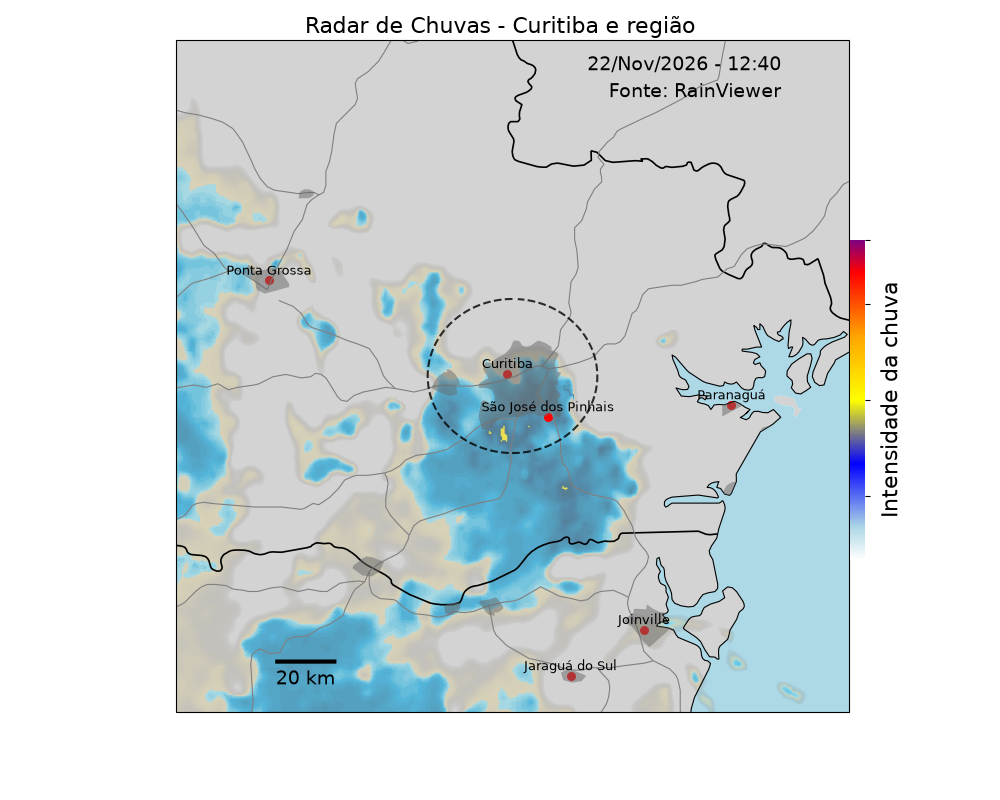 Radar de Chuvas - Curitiba e região
22/Nov/2026 - 12:40
Fonte: RainViewer
Ponta Grossa
Curitiba
São José dos Pinhais
Paranaguá
Joinville
Jaraguá do Sul
20 km
Intensidade da chuva